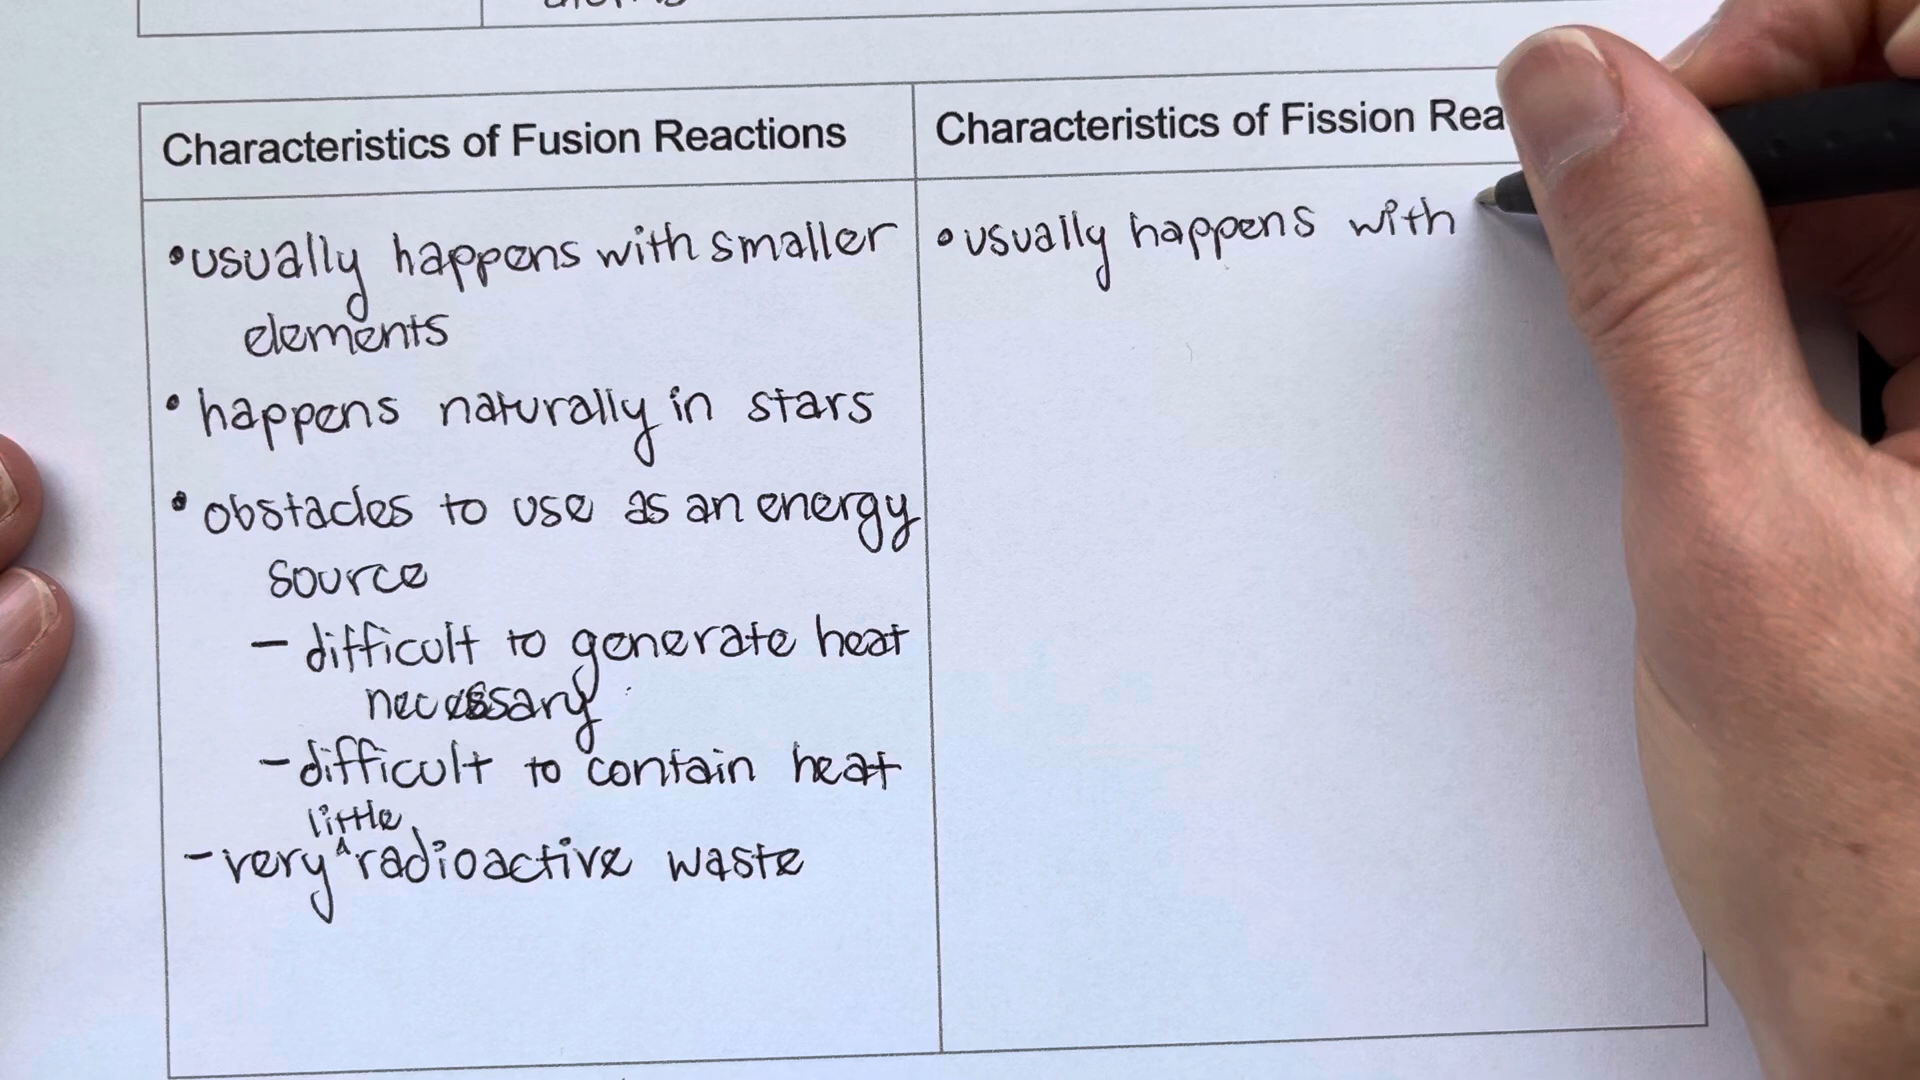 Characteristics of Fusion Reactions
Characteristics of Fission Rea
•usually happens with smaller
elements
• happens naturally in stars
• obstacles to use as an energy
source
- difficult to generate heat
necessary
- difficult to contain heat
little
- very ^ radioactive waste
• usually happens with